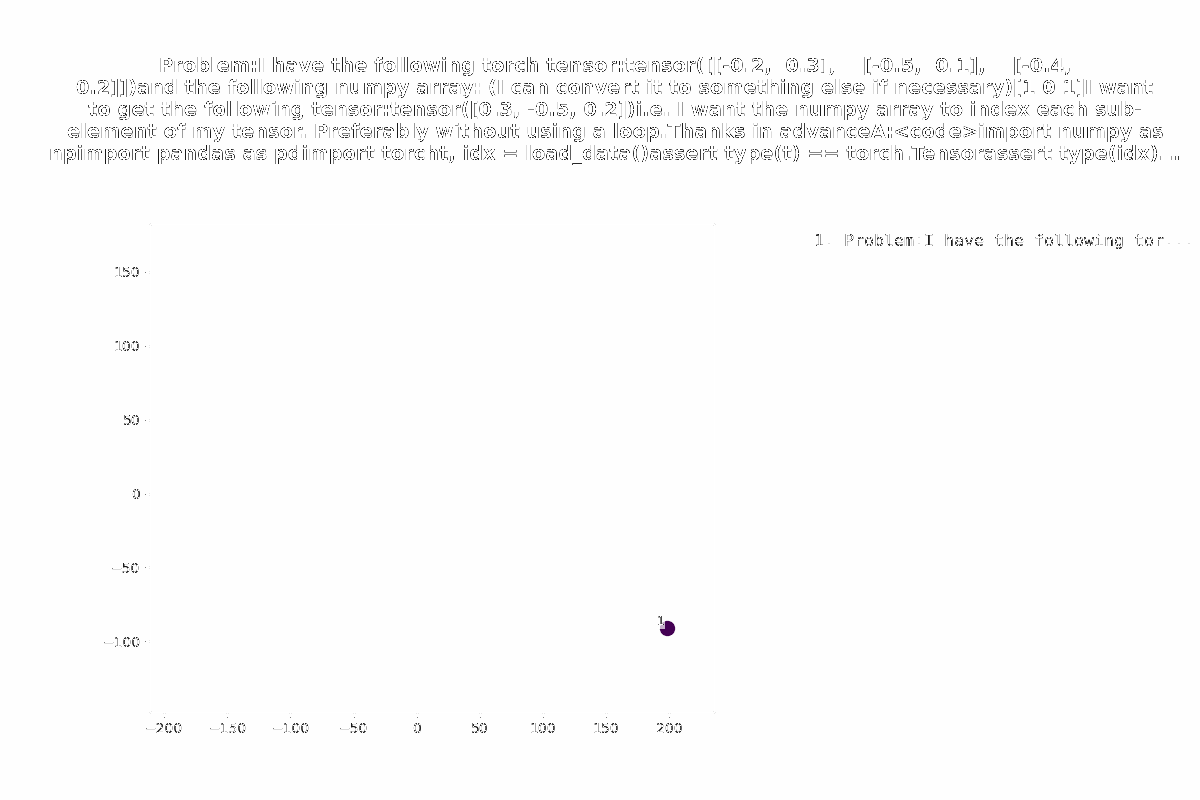 Problem:I have the following torch tensor:tensor([[-0.2,  0.3],    [-0.5,  0.1],    [-0.4,
0.2]])and the following numpy array: (I can convert it to something else if necessary)[1 0 1]I want
to get the following tensor:tensor([0.3, -0.5, 0.2])i.e. I want the numpy array to index each sub-
element of my tensor. Preferably without using a loop.Thanks in advanceA:<code>import numpy as
npimport pandas as pdimport torcht, idx = load_data()assert type(t) == torch.Tensorassert type(idx)...
1. Problem:I have the following tor...
150
100
50
0
−50
−100
1
−200 −150 −100 −50 0 50 100 150 200